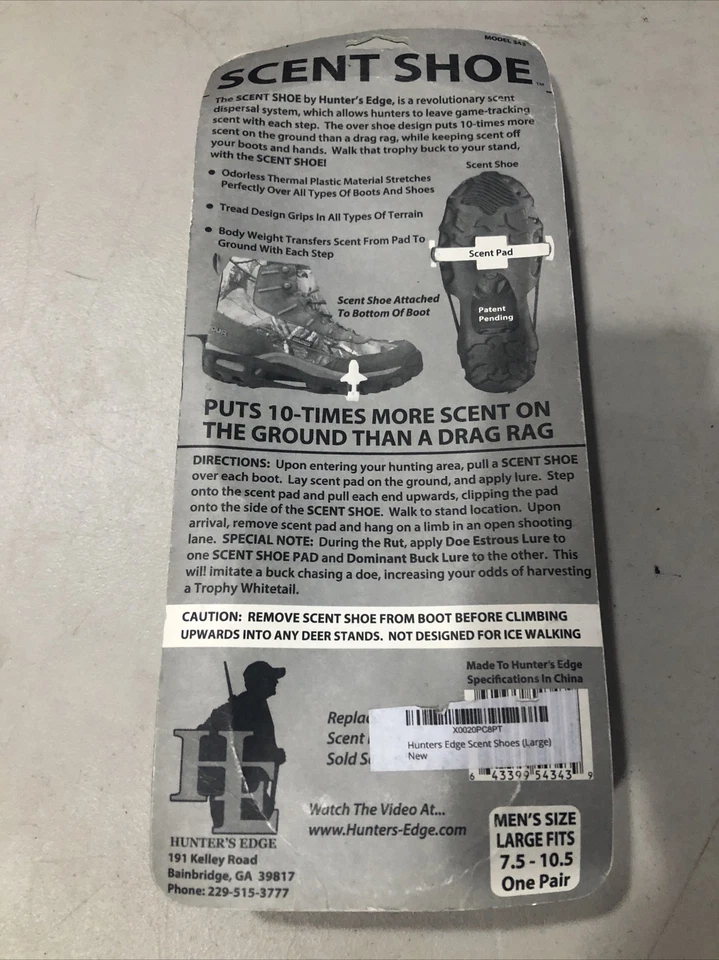 MODEL 543
SCENT SHOE™
The SCENT SHOE by Hunter's Edge, is a revolutionary scent
dispersal system, which allows hunters to leave game-tracking
scent with each step. The over shoe design puts 10-times more
scent on the ground than a drag rag, while keeping scent off
your boots and hands. Walk that trophy buck to your stand,
with the SCENT SHOE!
• Odorless Thermal Plastic Material Stretches
Perfectly Over All Types Of Boots And Shoes
• Tread Design Grips In All Types Of Terrain
• Body Weight Transfers Scent From Pad To
Ground With Each Step
Scent Shoe
Scent Pad
Patent
Pending
Scent Shoe Attached
To Bottom Of Boot
PUTS 10-TIMES MORE SCENT ON
THE GROUND THAN A DRAG RAG
DIRECTIONS: Upon entering your hunting area, pull a SCENT SHOE
over each boot. Lay scent pad on the ground, and apply lure. Step
onto the scent pad and pull each end upwards, clipping the pad
onto the side of the SCENT SHOE. Walk to stand location. Upon
arrival, remove scent pad and hang on a limb in an open shooting
lane. SPECIAL NOTE: During the Rut, apply Doe Estrous Lure to
one SCENT SHOE PAD and Dominant Buck Lure to the other. This
will imitate a buck chasing a doe, increasing your odds of harvesting
a Trophy Whitetail.
CAUTION: REMOVE SCENT SHOE FROM BOOT BEFORE CLIMBING
UPWARDS INTO ANY DEER STANDS. NOT DESIGNED FOR ICE WALKING
Made To Hunter's Edge
Specifications In China
Scent
Sold
X0020PC8PT
Hunters Edge Scent Shoes (Large)
New
6 43399 54343 9
Watch The Video At...
www.Hunters-Edge.com
HE
HUNTER'S EDGE
191 Kelley Road
Bainbridge, GA 39817
Phone: 229-515-3777
MEN'S SIZE
LARGE FITS
7.5 - 10.5
One Pair